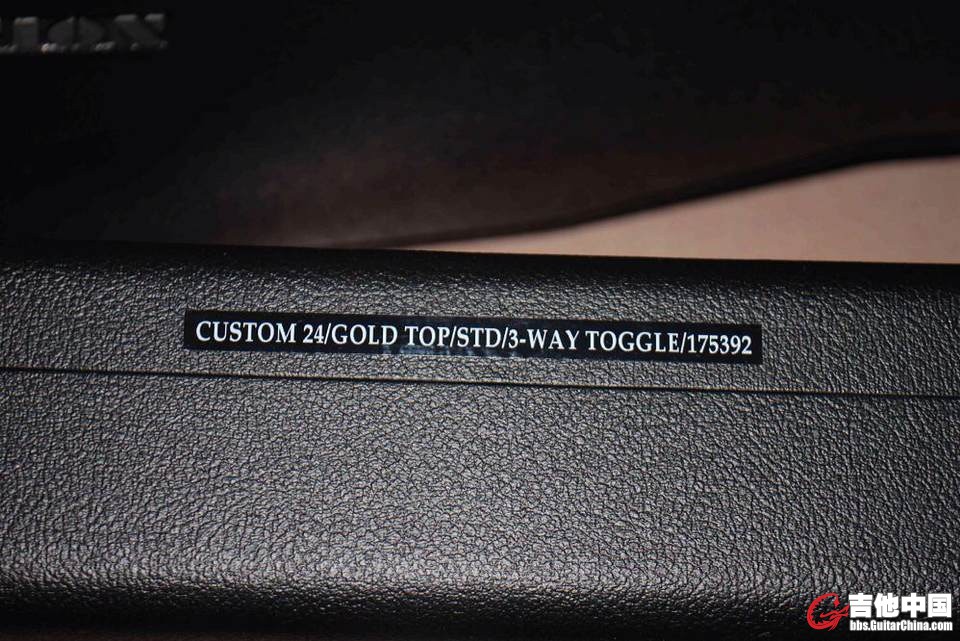 CUSTOM 24/GOLD TOP/STD/3-WAY TOGGLE/175392
吉他中国
bbs.GuitarChina.com